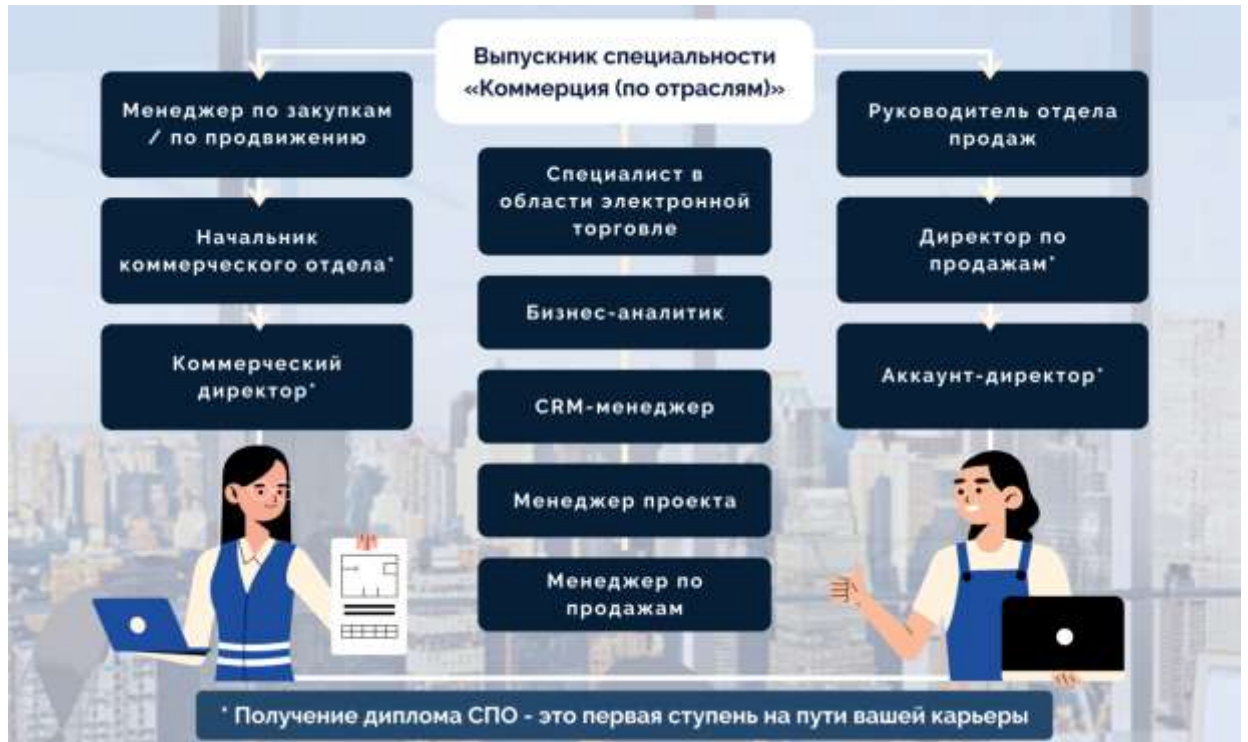 Выпускник специальности
«Коммерция (по отраслям)»
Менеджер по закупкам
/ по продвижению
Начальник
коммерческого отдела*
Коммерческий
директор*
Специалист в
области электронной
торговле
Бизнес-аналитик
CRM-менеджер
Менеджер проекта
Менеджер по
продажам
Руководитель отдела
продаж
Директор по
продажам*
Аккаунт-директор*
* Получение диплома СПО - это первая ступень на пути вашей карьеры